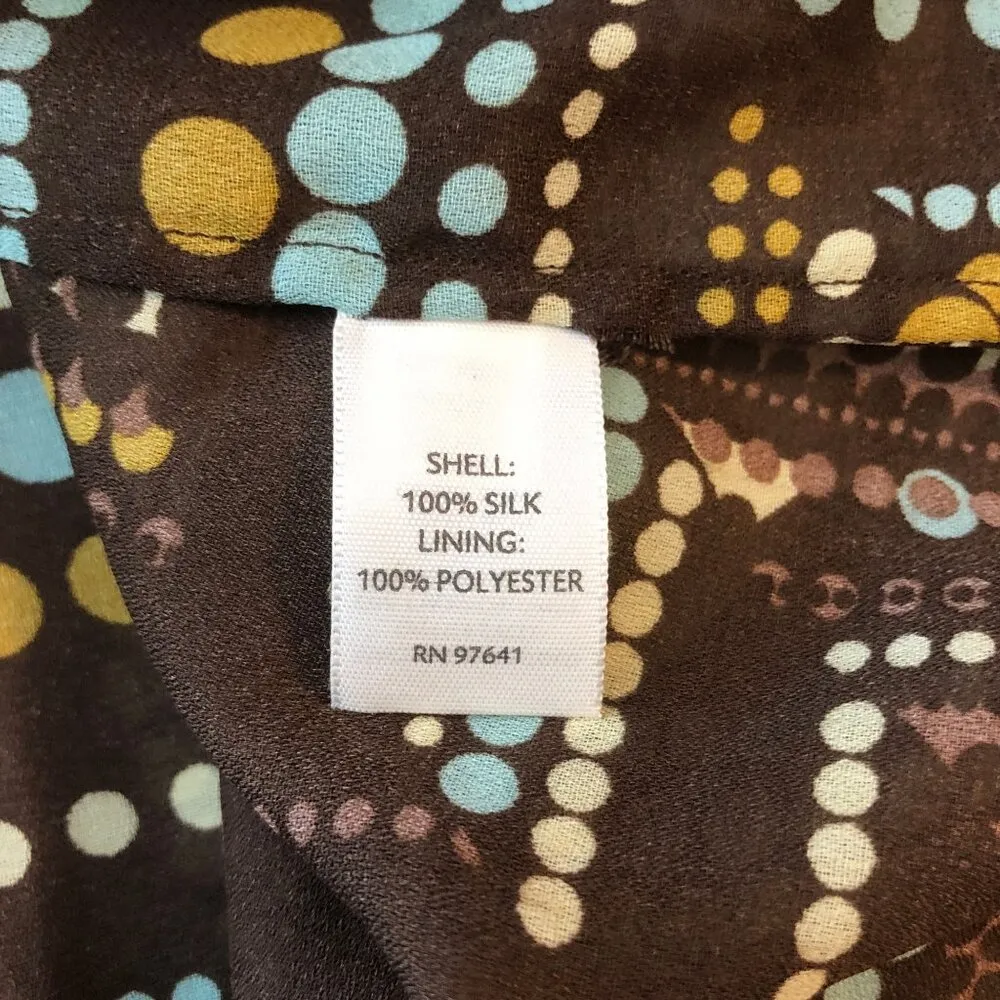 SHELL:
100% SILK
LINING:
100% POLYESTER
RN 97641